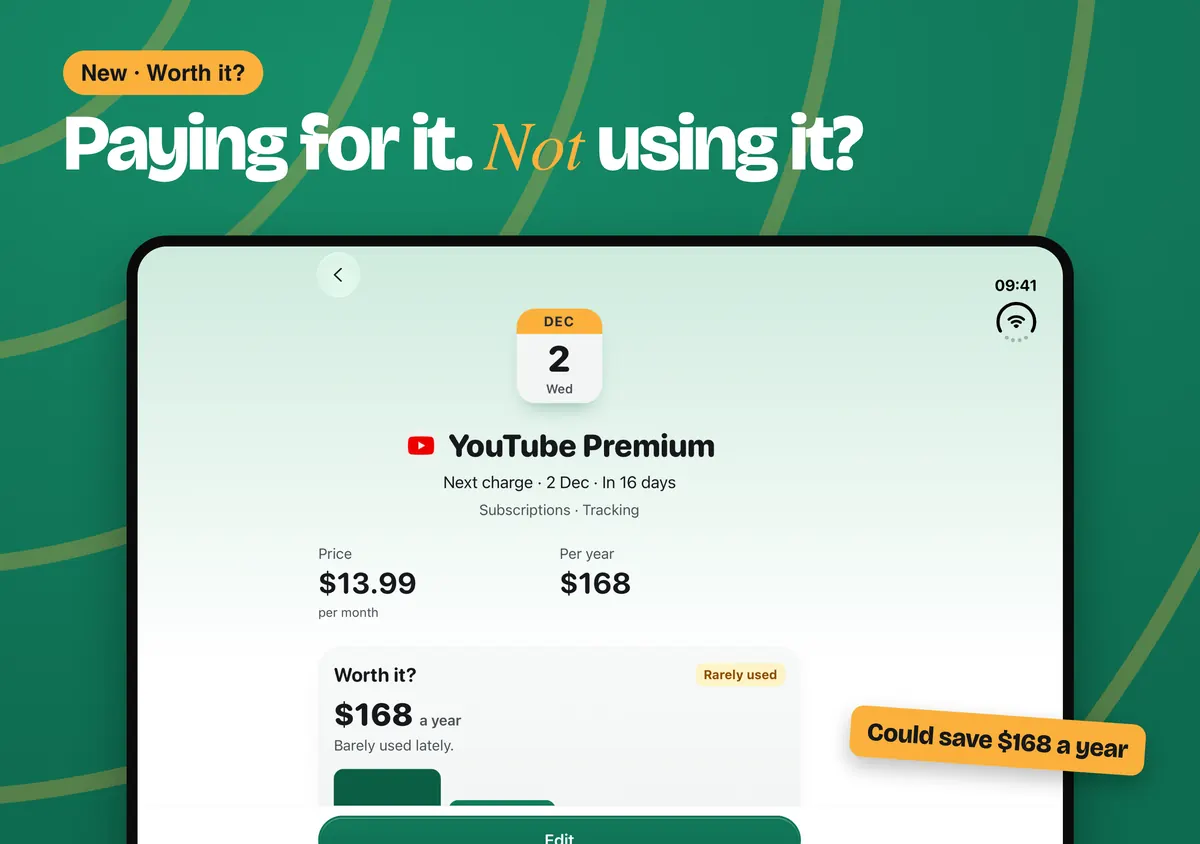 New · Worth it?
Paying for it. Not using it?
09:41
DEC
2
Wed
YouTube Premium
Next charge · 2 Dec · In 16 days
Subscriptions · Tracking
Price
$13.99
per month
Per year
$168
Worth it?
Rarely used
$168 a year
Barely used lately.
Could save $168 a year
Edit